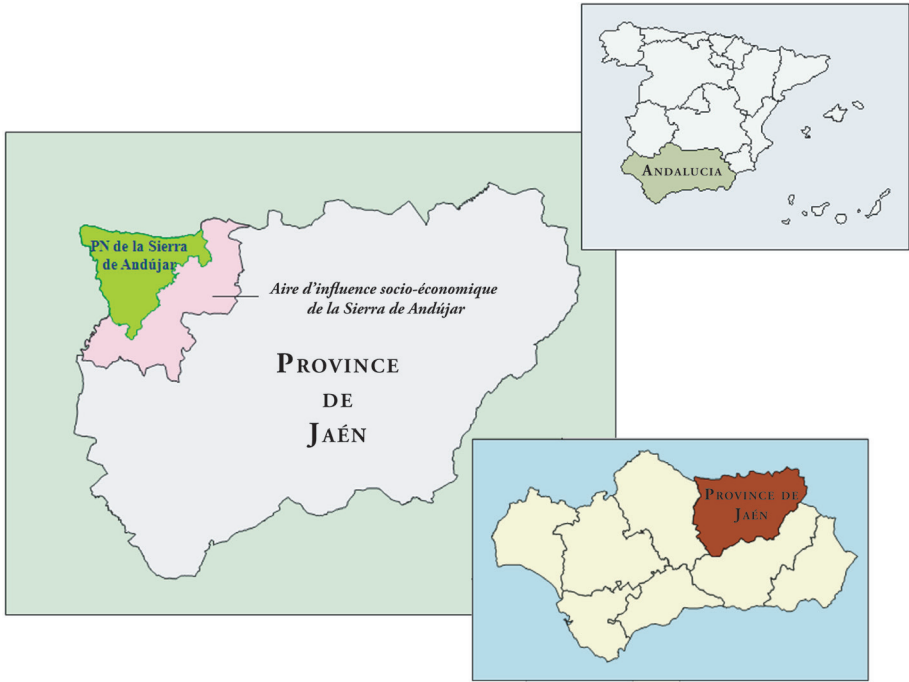 ANDALUCIA
PN de la Sierra
de Andújar
Aire d’influence socio-économique
de la Sierra de Andújar
PROVINCE
DE
JAÉN
PROVINCE DE
JAÉN